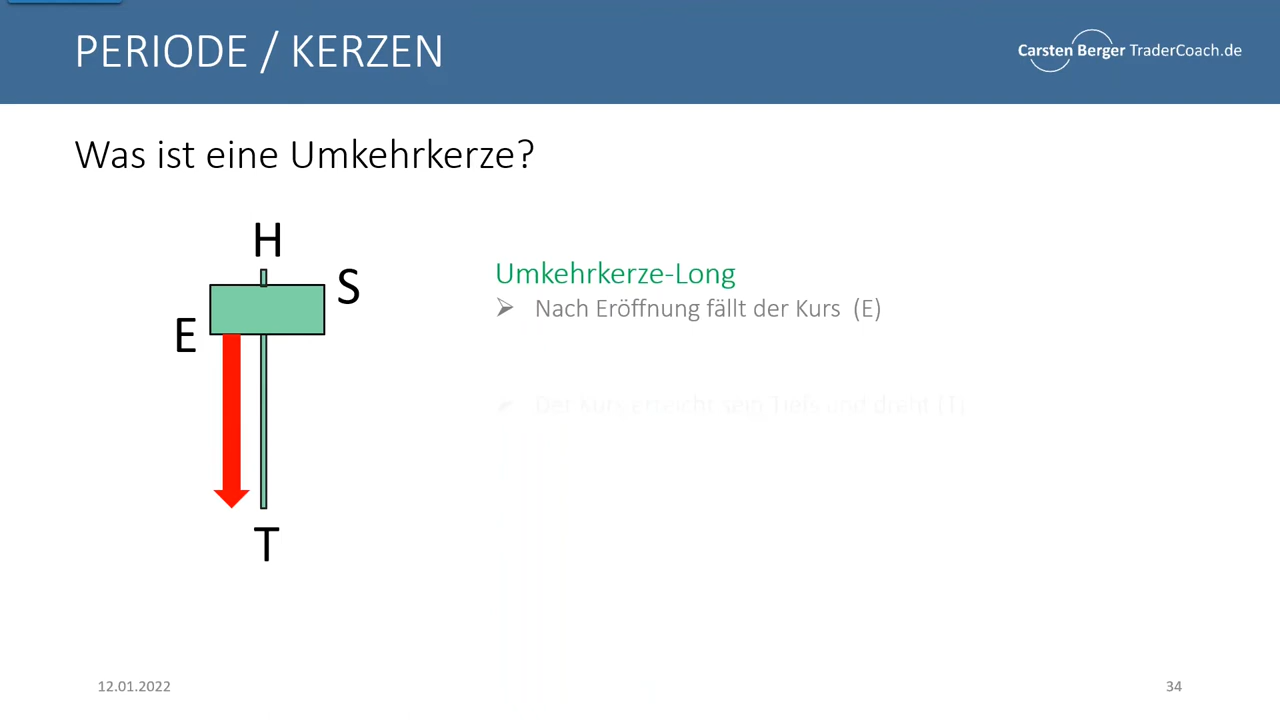 PERIODE / KERZEN
Carsten Berger TraderCoach.de
Was ist eine Umkehrkerze?
H
S
E
T
Umkehrkerze-Long
Nach Eröffnung fällt der Kurs (E)
Der Kurs erreicht sein Tiefs und dreht (T)
12.01.2022
34